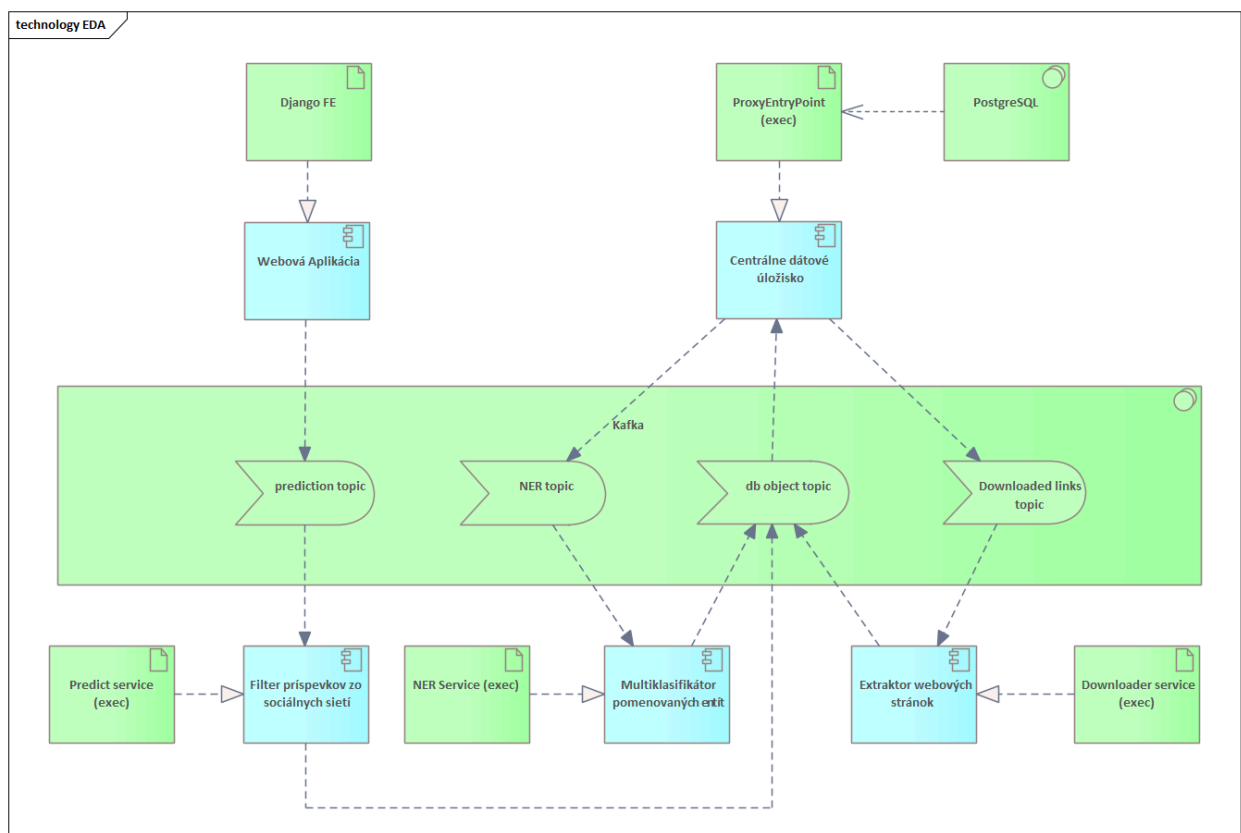 technology EDA
Django FE
ProxyEntryPoint
(exec)
PostgreSQL
Webová Aplikácia
Centrálne dátové
úložisko
Kafka
prediction topic
NER topic
db object topic
Downloaded links
topic
Predict service
(exec)
Filter príspevkov zo
sociálnych sietí
NER Service (exec)
Multiklasifikátor
pomenovaných entít
Extraktor webových
stránok
Downloader service
(exec)